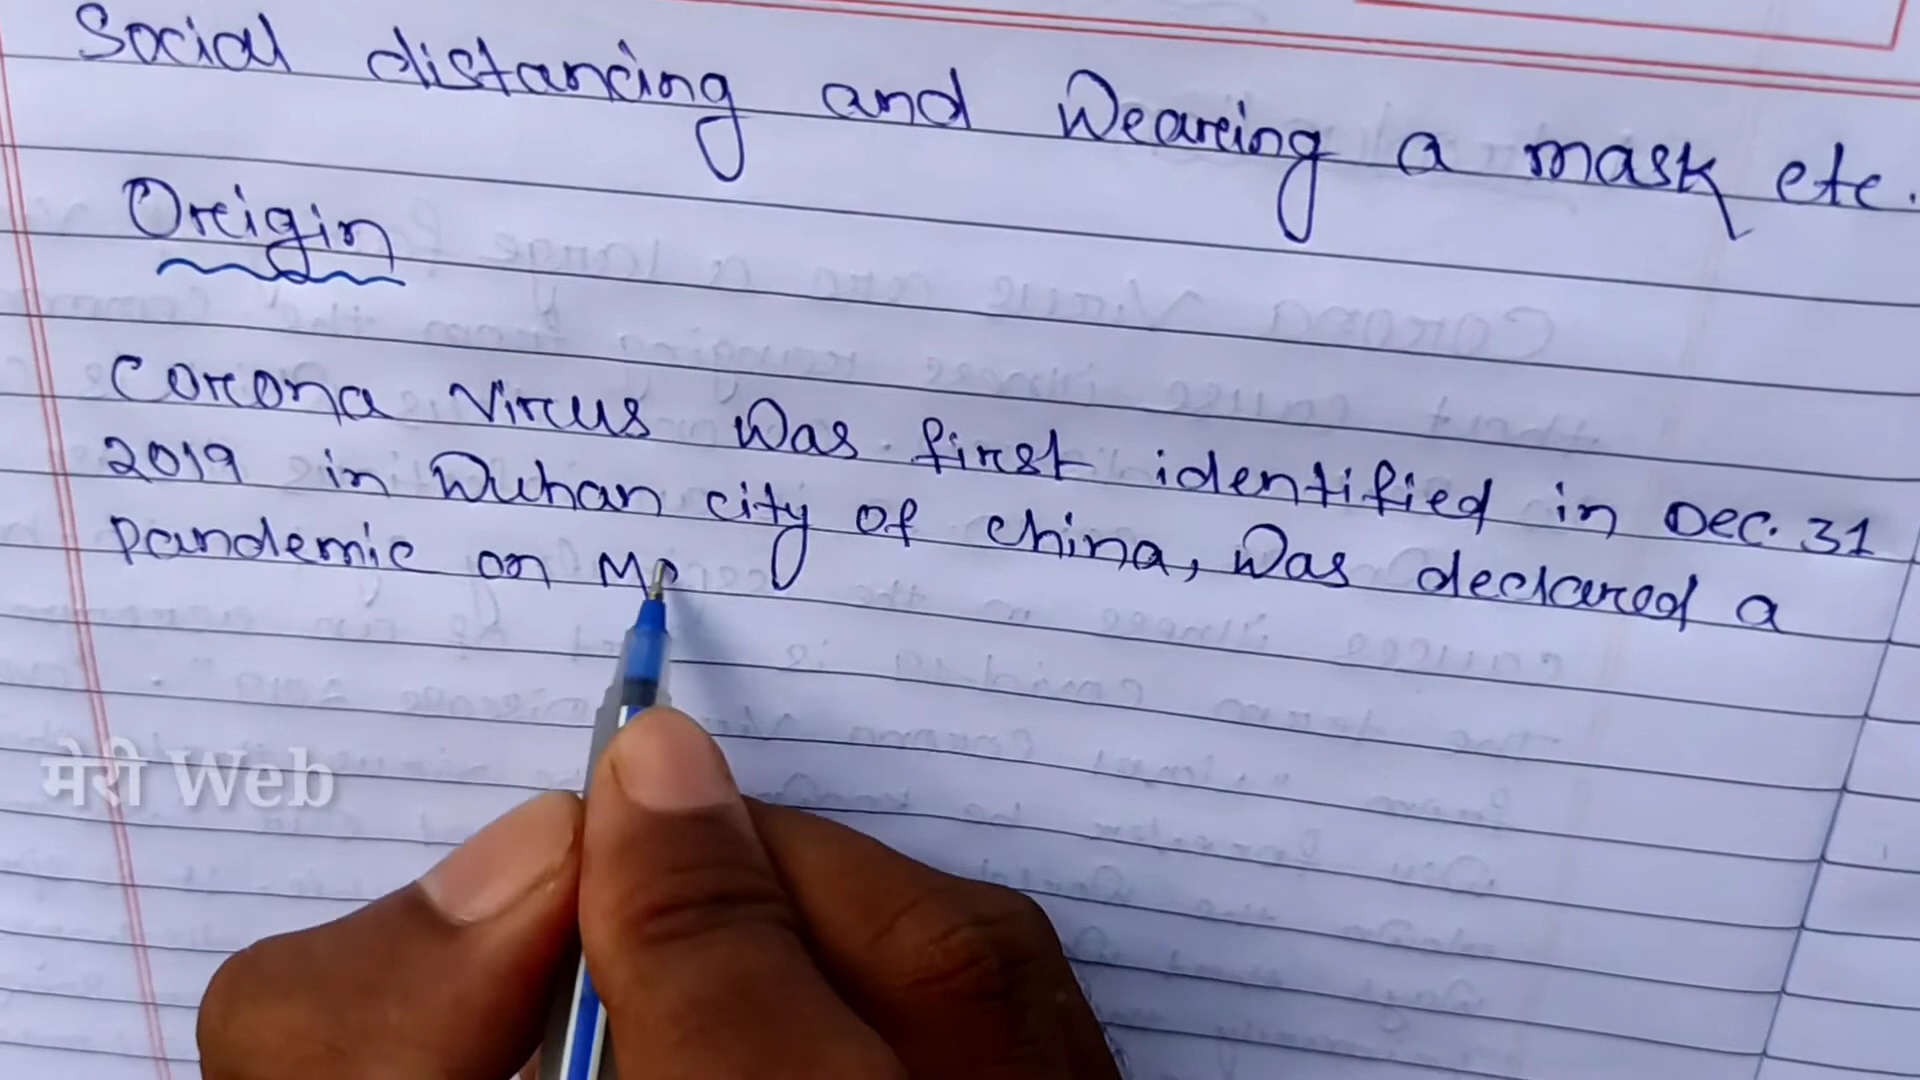 Social distancing and Wearing a mask etc.
Origin
Corona Virus was first identified in Dec. 31
2019 in Wuhan city of china, was declared a
pandemic on Ma
मेरी Web